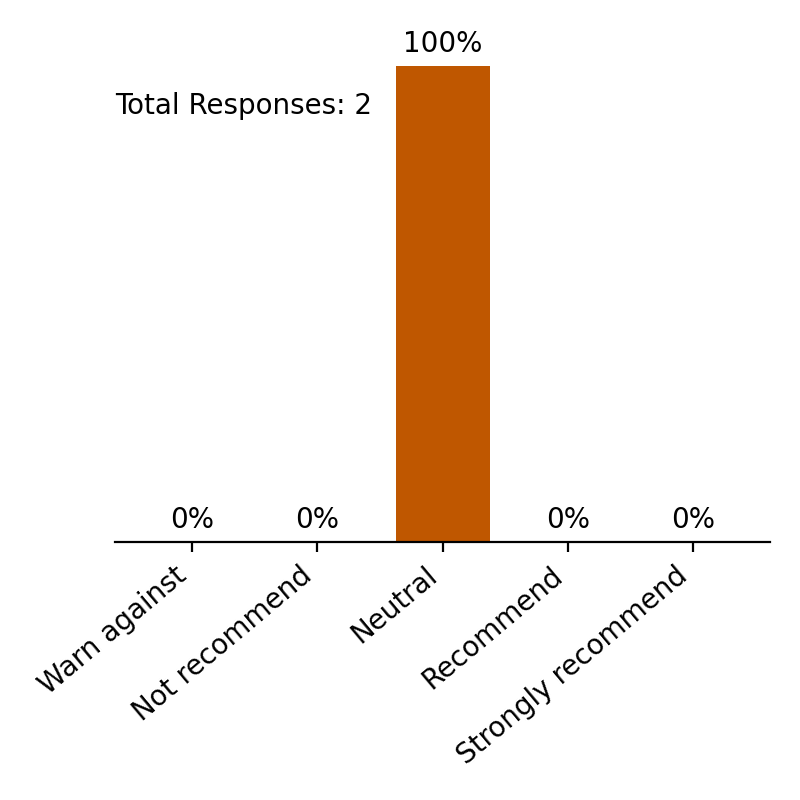 100%
Total Responses: 2
0%
0%
0%
0%
Warn against
Not recommend
Neutral
Recommend
Strongly recommend